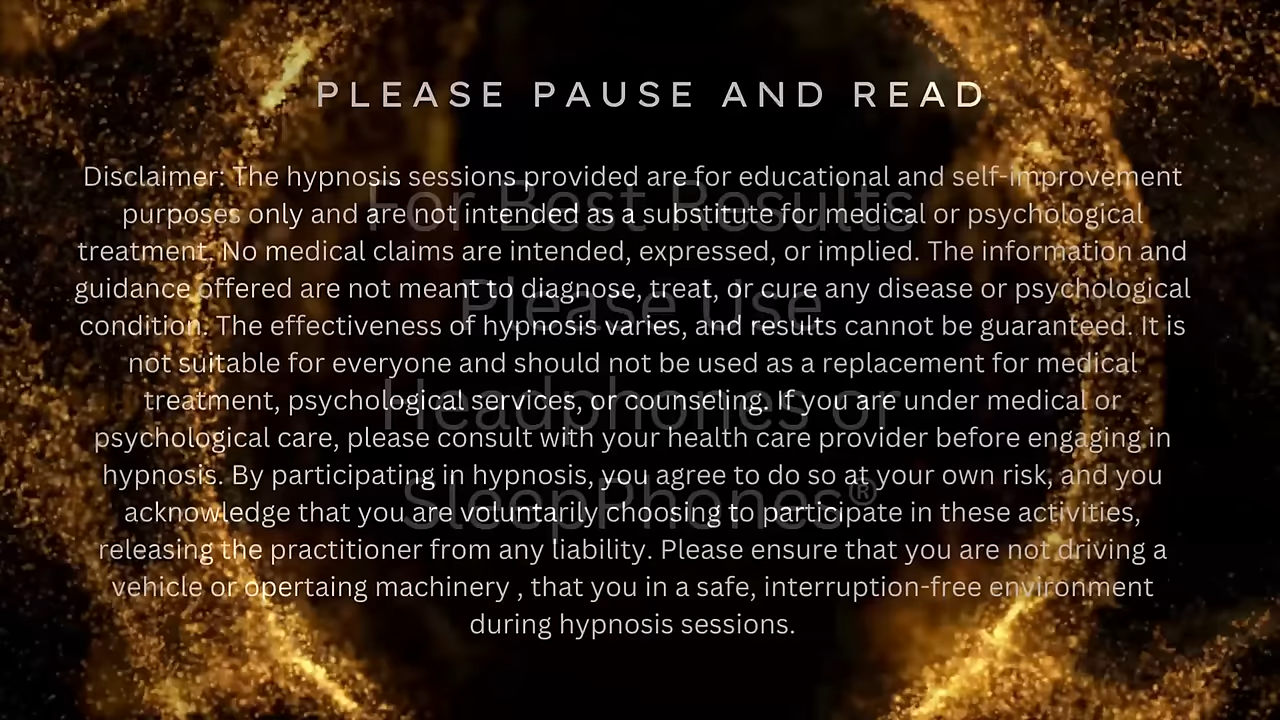 PLEASE PAUSE AND READ
Disclaimer: The hypnosis sessions provided are for educational and self-improvement
purposes only and are not intended as a substitute for medical or psychological
treatment. No medical claims are intended, expressed, or implied. The information and
guidance offered are not meant to diagnose, treat, or cure any disease or psychological
condition. The effectiveness of hypnosis varies, and results cannot be guaranteed. It is
not suitable for everyone and should not be used as a replacement for medical
treatment, psychological services, or counseling. If you are under medical or
psychological care, please consult with your health care provider before engaging in
hypnosis. By participating in hypnosis, you agree to do so at your own risk, and you
acknowledge that you are voluntarily choosing to participate in these activities,
releasing the practitioner from any liability. Please ensure that you are not driving a
vehicle or opertaing machinery , that you in a safe, interruption-free environment
during hypnosis sessions.
For Best Results
Please Use
Headphones or
SleepPhones®